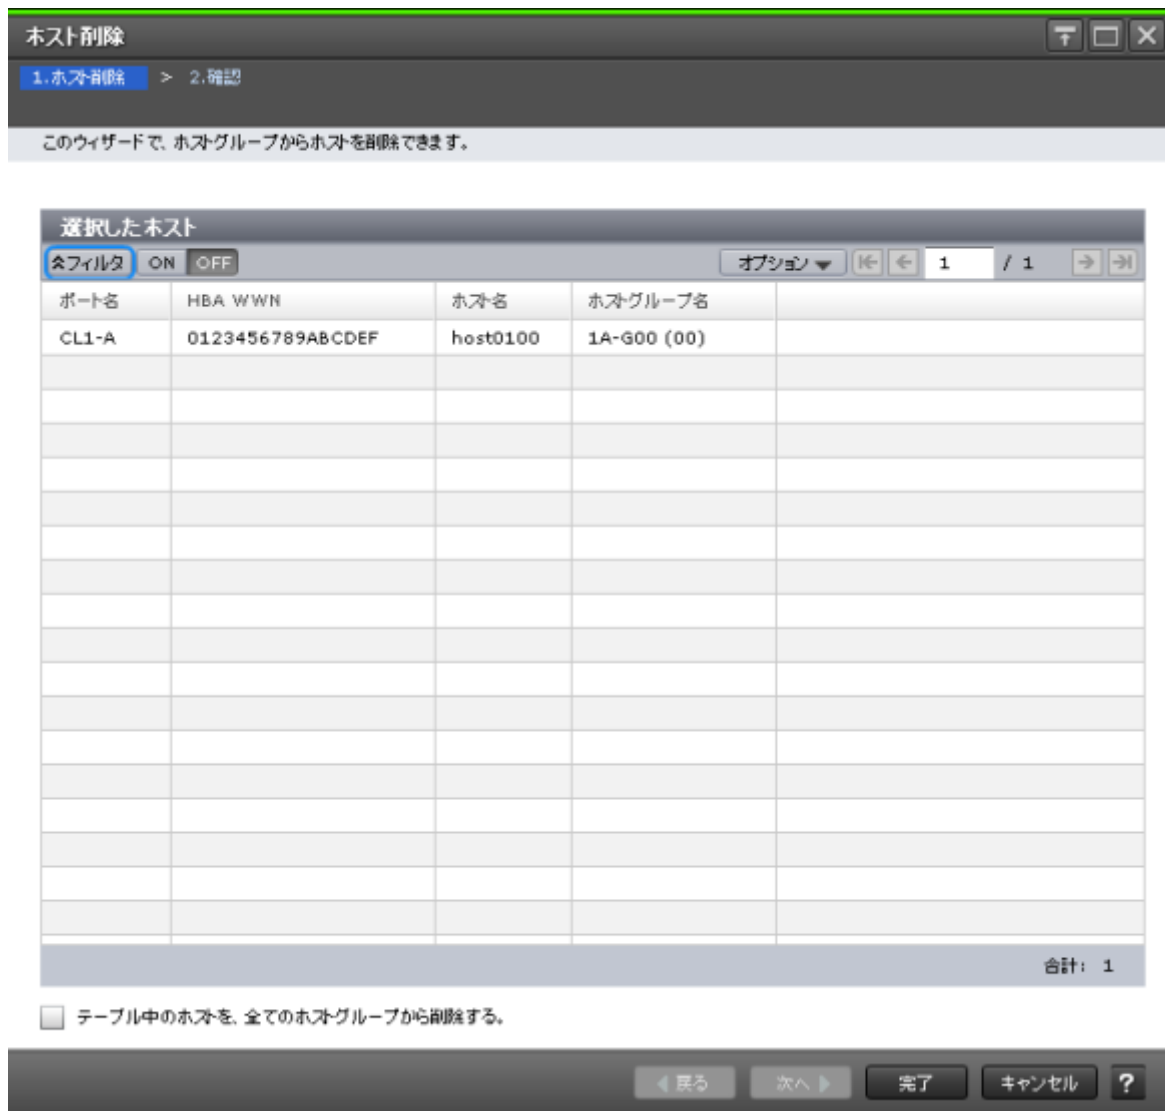 ホスト削除
1.ホスト削除 > 2.確認
このウィザードで、ホストグループからホストを削除できます。
選択したホスト
フィルタ ON OFF オプション 1 / 1
ポート名 HBA WWN ホスト名 ホストグループ名
CL1-A 0123456789ABCDEF host0100 1A-G00 (00)
合計: 1
テーブル中のホストを、全てのホストグループから削除する。
戻る 次へ 完了 キャンセル ?